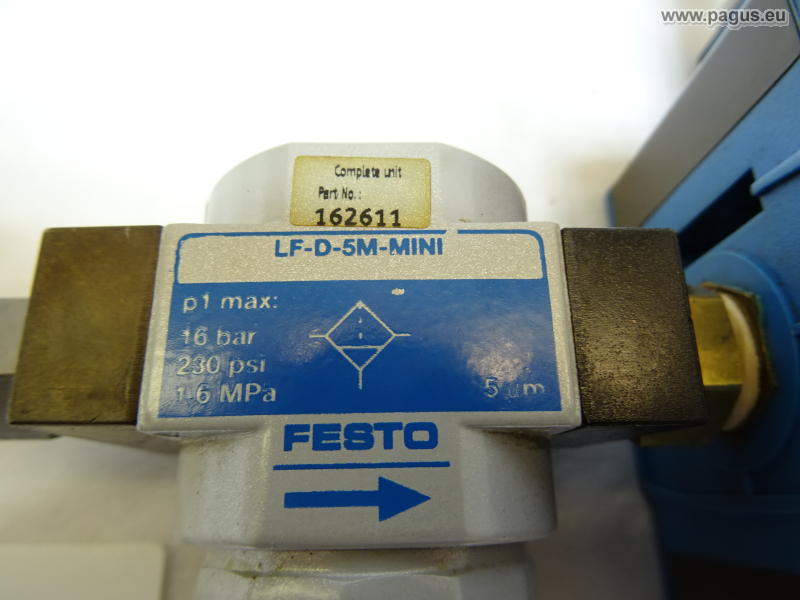 www.pagus.eu
Complete unit
Part No.:
162611
LF-D-5M-MINI
p1 max:
16 bar
230 psi
1.6 MPa
5 µm
FESTO